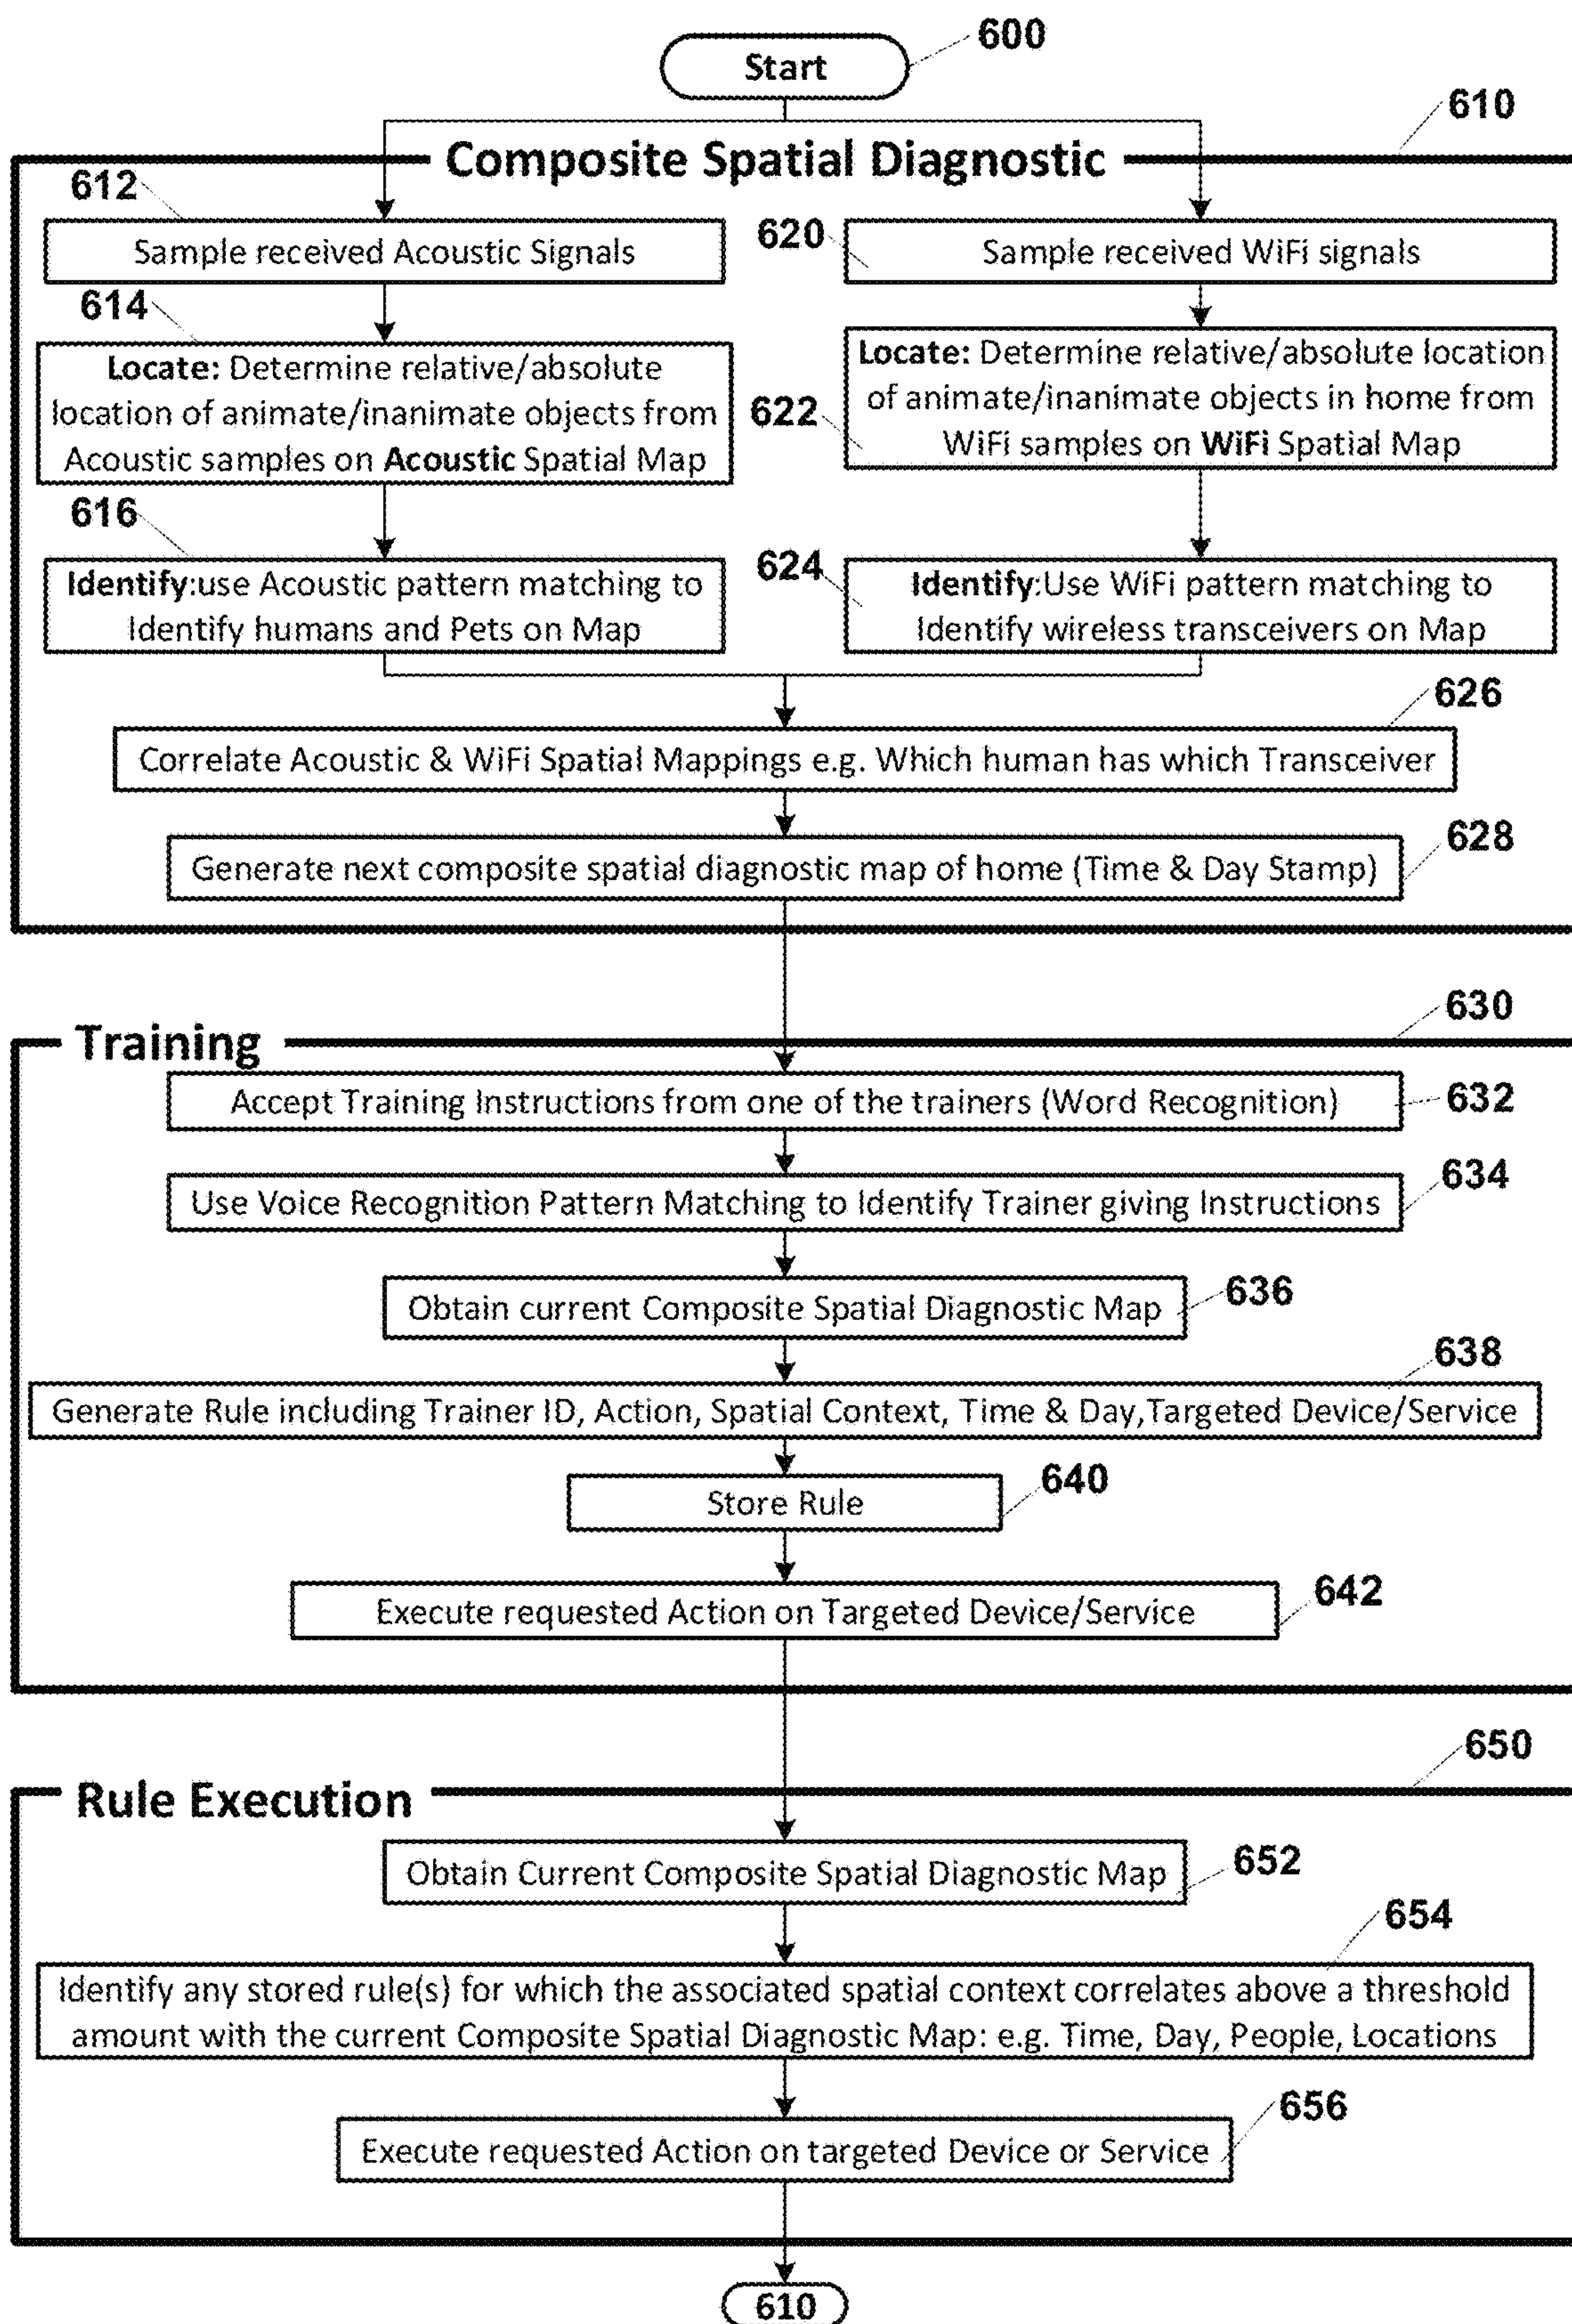 Start
600
610
Composite Spatial Diagnostic
612
Sample received Acoustic Signals
620
Sample received WiFi signals
614
Locate: Determine relative/absolute
location of animate/inanimate objects from
Acoustic samples on Acoustic Spatial Map
622
Locate: Determine relative/absolute location
of animate/inanimate objects in home from
WiFi samples on WiFi Spatial Map
616
Identify:use Acoustic pattern matching to
Identify humans and Pets on Map
624
Identify:Use WiFi pattern matching to
Identify wireless transceivers on Map
626
Correlate Acoustic & WiFi Spatial Mappings e.g. Which human has which Transceiver
628
Generate next composite spatial diagnostic map of home (Time & Day Stamp)
630
Training
Accept Training Instructions from one of the trainers (Word Recognition)
632
634
Use Voice Recognition Pattern Matching to Identify Trainer giving Instructions
Obtain current Composite Spatial Diagnostic Map
636
638
Generate Rule including Trainer ID, Action, Spatial Context, Time & Day,Targeted Device/Service
Store Rule
640
Execute requested Action on Targeted Device/Service
642
650
Rule Execution
Obtain Current Composite Spatial Diagnostic Map
652
654
Identify any stored rule(s) for which the associated spatial context correlates above a threshold
amount with the current Composite Spatial Diagnostic Map: e.g. Time, Day, People, Locations
656
Execute requested Action on targeted Device or Service
610